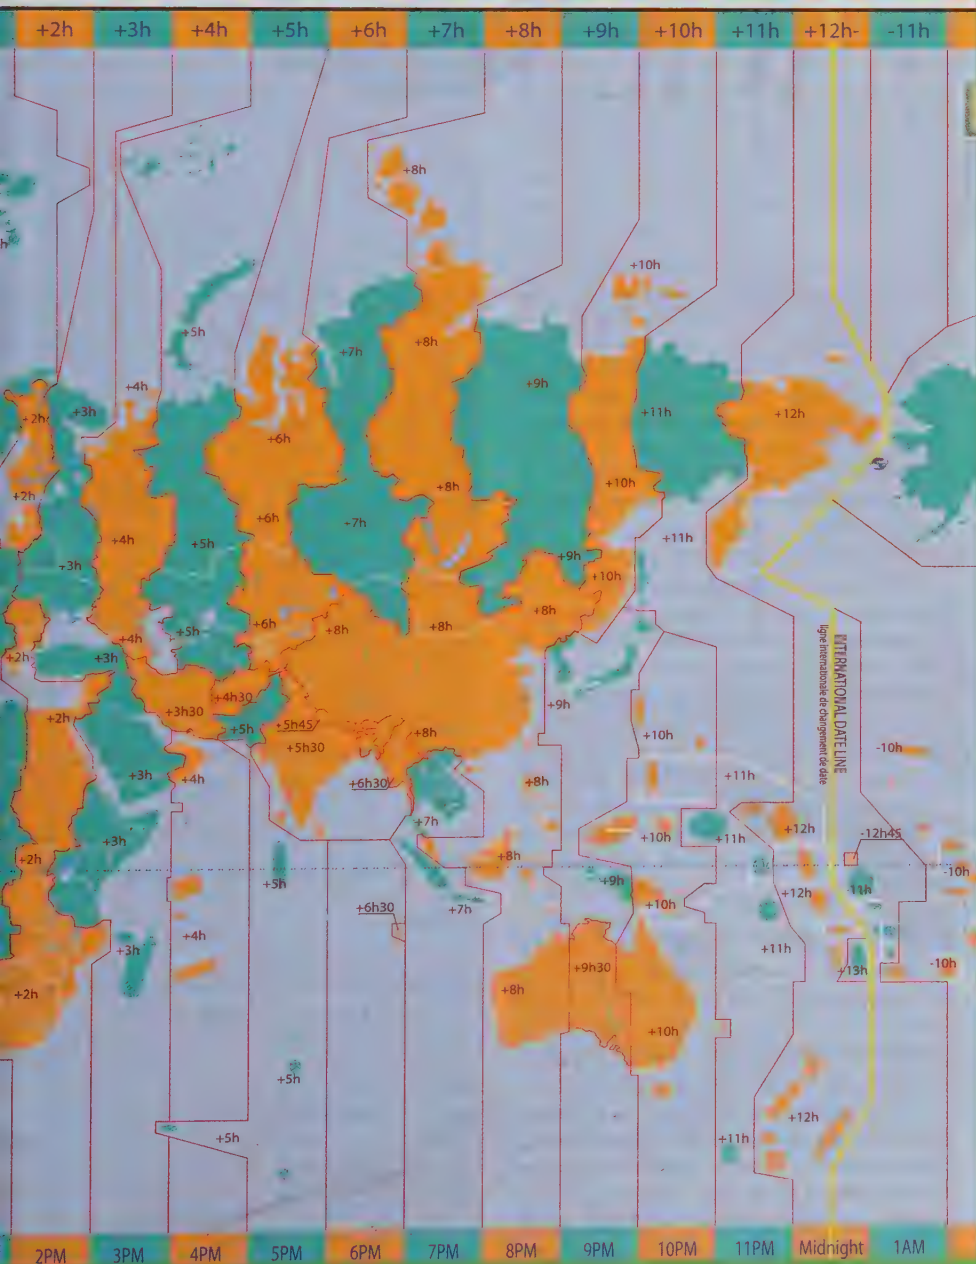 +2h +3h +4h +5h +6h +7h +8h +9h +10h +11h +12h- -11h
+8h
h
+10h
+5h
+7h
+8h
+4h
+9h
+3h
+2h
+11h
+12h
+6h
+8h
+10h
+2h
+6h
+7h
+4h
+11h
+5h
+9h
+3h
+10h
+8h
+6h
+8h
+8h
+5h
+4h
+2h
+3h
INTERNATIONAL DATE LINE
ligne internationale de changement de date
+4h30
+9h
+3h30
+2h
+5h45
+5h
+8h
+10h
+5h30
-10h
+3h
+4h
+11h
+8h
+6h30
+7h
+12h
-12h45
+10h
+11h
+3h
+8h
+2h
-10h
+9h
+5h
-11h
+12h
+10h
+6h30
+7h
+4h
+11h
+3h
-10h
+9h30
+13h
+8h
+2h
+10h
+5h
+12h
+5h
+11h
2PM 3PM 4PM 5PM 6PM 7PM 8PM 9PM 10PM 11PM Midnight 1AM